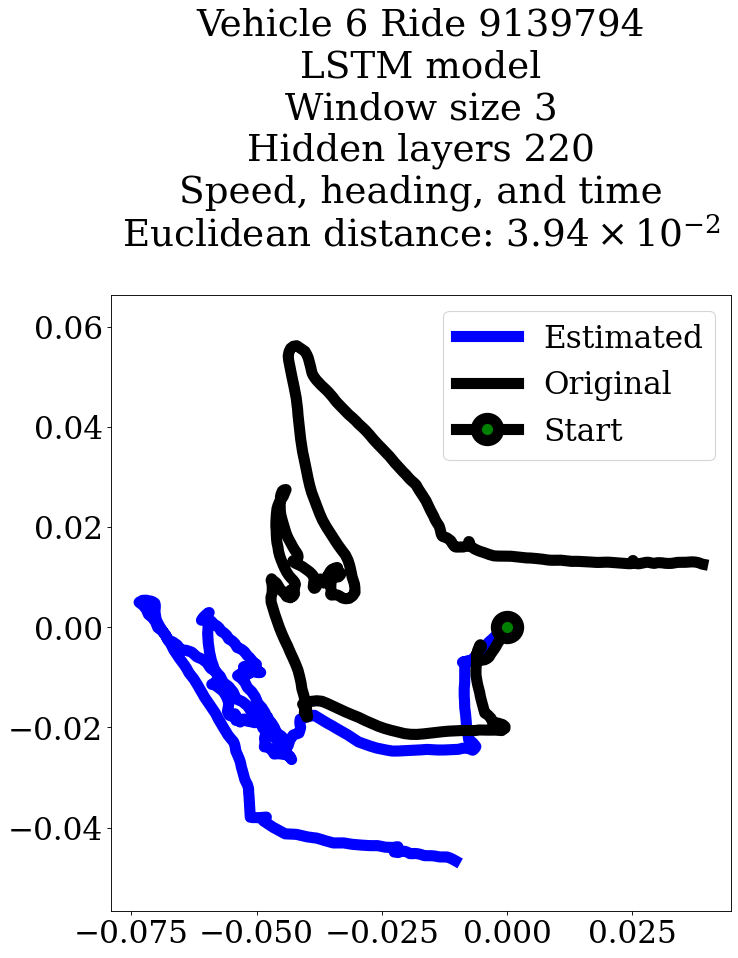 Vehicle 6 Ride 9139794
LSTM model
Window size 3
Hidden layers 220
Speed, heading, and time
Euclidean distance: 3.94 × 10⁻²
Estimated
Original
Start
0.06
0.04
0.02
0.00
−0.02
−0.04
−0.075 −0.050 −0.025 0.000 0.025